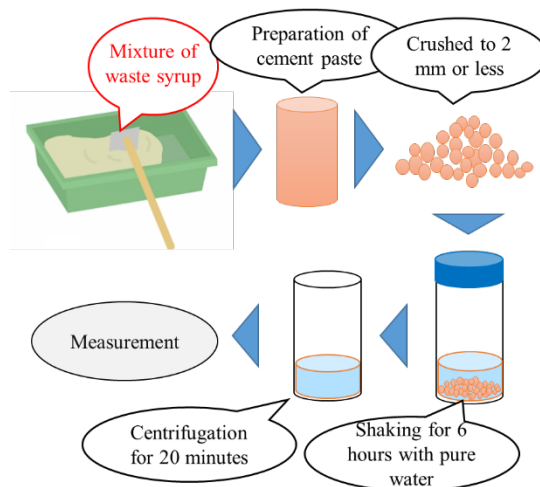 Mixture of
waste syrup
Preparation of
cement paste
Crushed to 2
mm or less
Measurement
Centrifugation
for 20 minutes
Shaking for 6
hours with pure
water